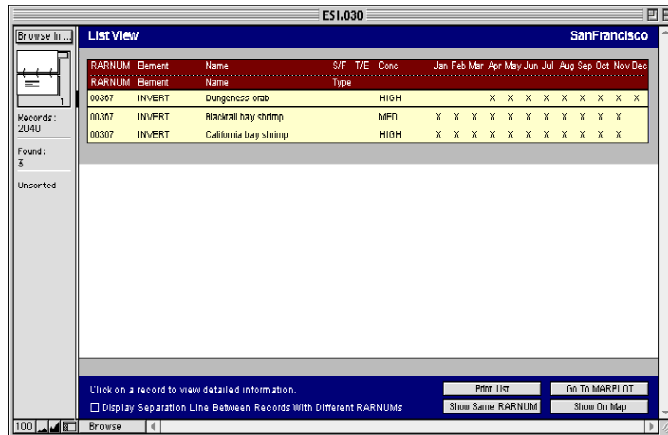 ESI.030
Browse In...
List View SanFrancisco
RARNUM Element Name S/F T/E Conc Jan Feb Mar Apr May Jun Jul Aug Sep Oct Nov Dec
RARNUM Element Name Type
00367 INVERT Dungeness crab HIGH X X X X X X X X X
00367 INVERT Blacktail bay shrimp MED X X X X X X X X X X X
00367 INVERT California bay shrimp HIGH X X X X X X X X X X X
1
Records:
2040
Found:
3
Unsorted
Click on a record to view detailed information.
Display Separation Line Between Records With Different RARNUMs
Print List
Go To MARPLOT
Show Same RARNUM
Show On Map
100 Browse